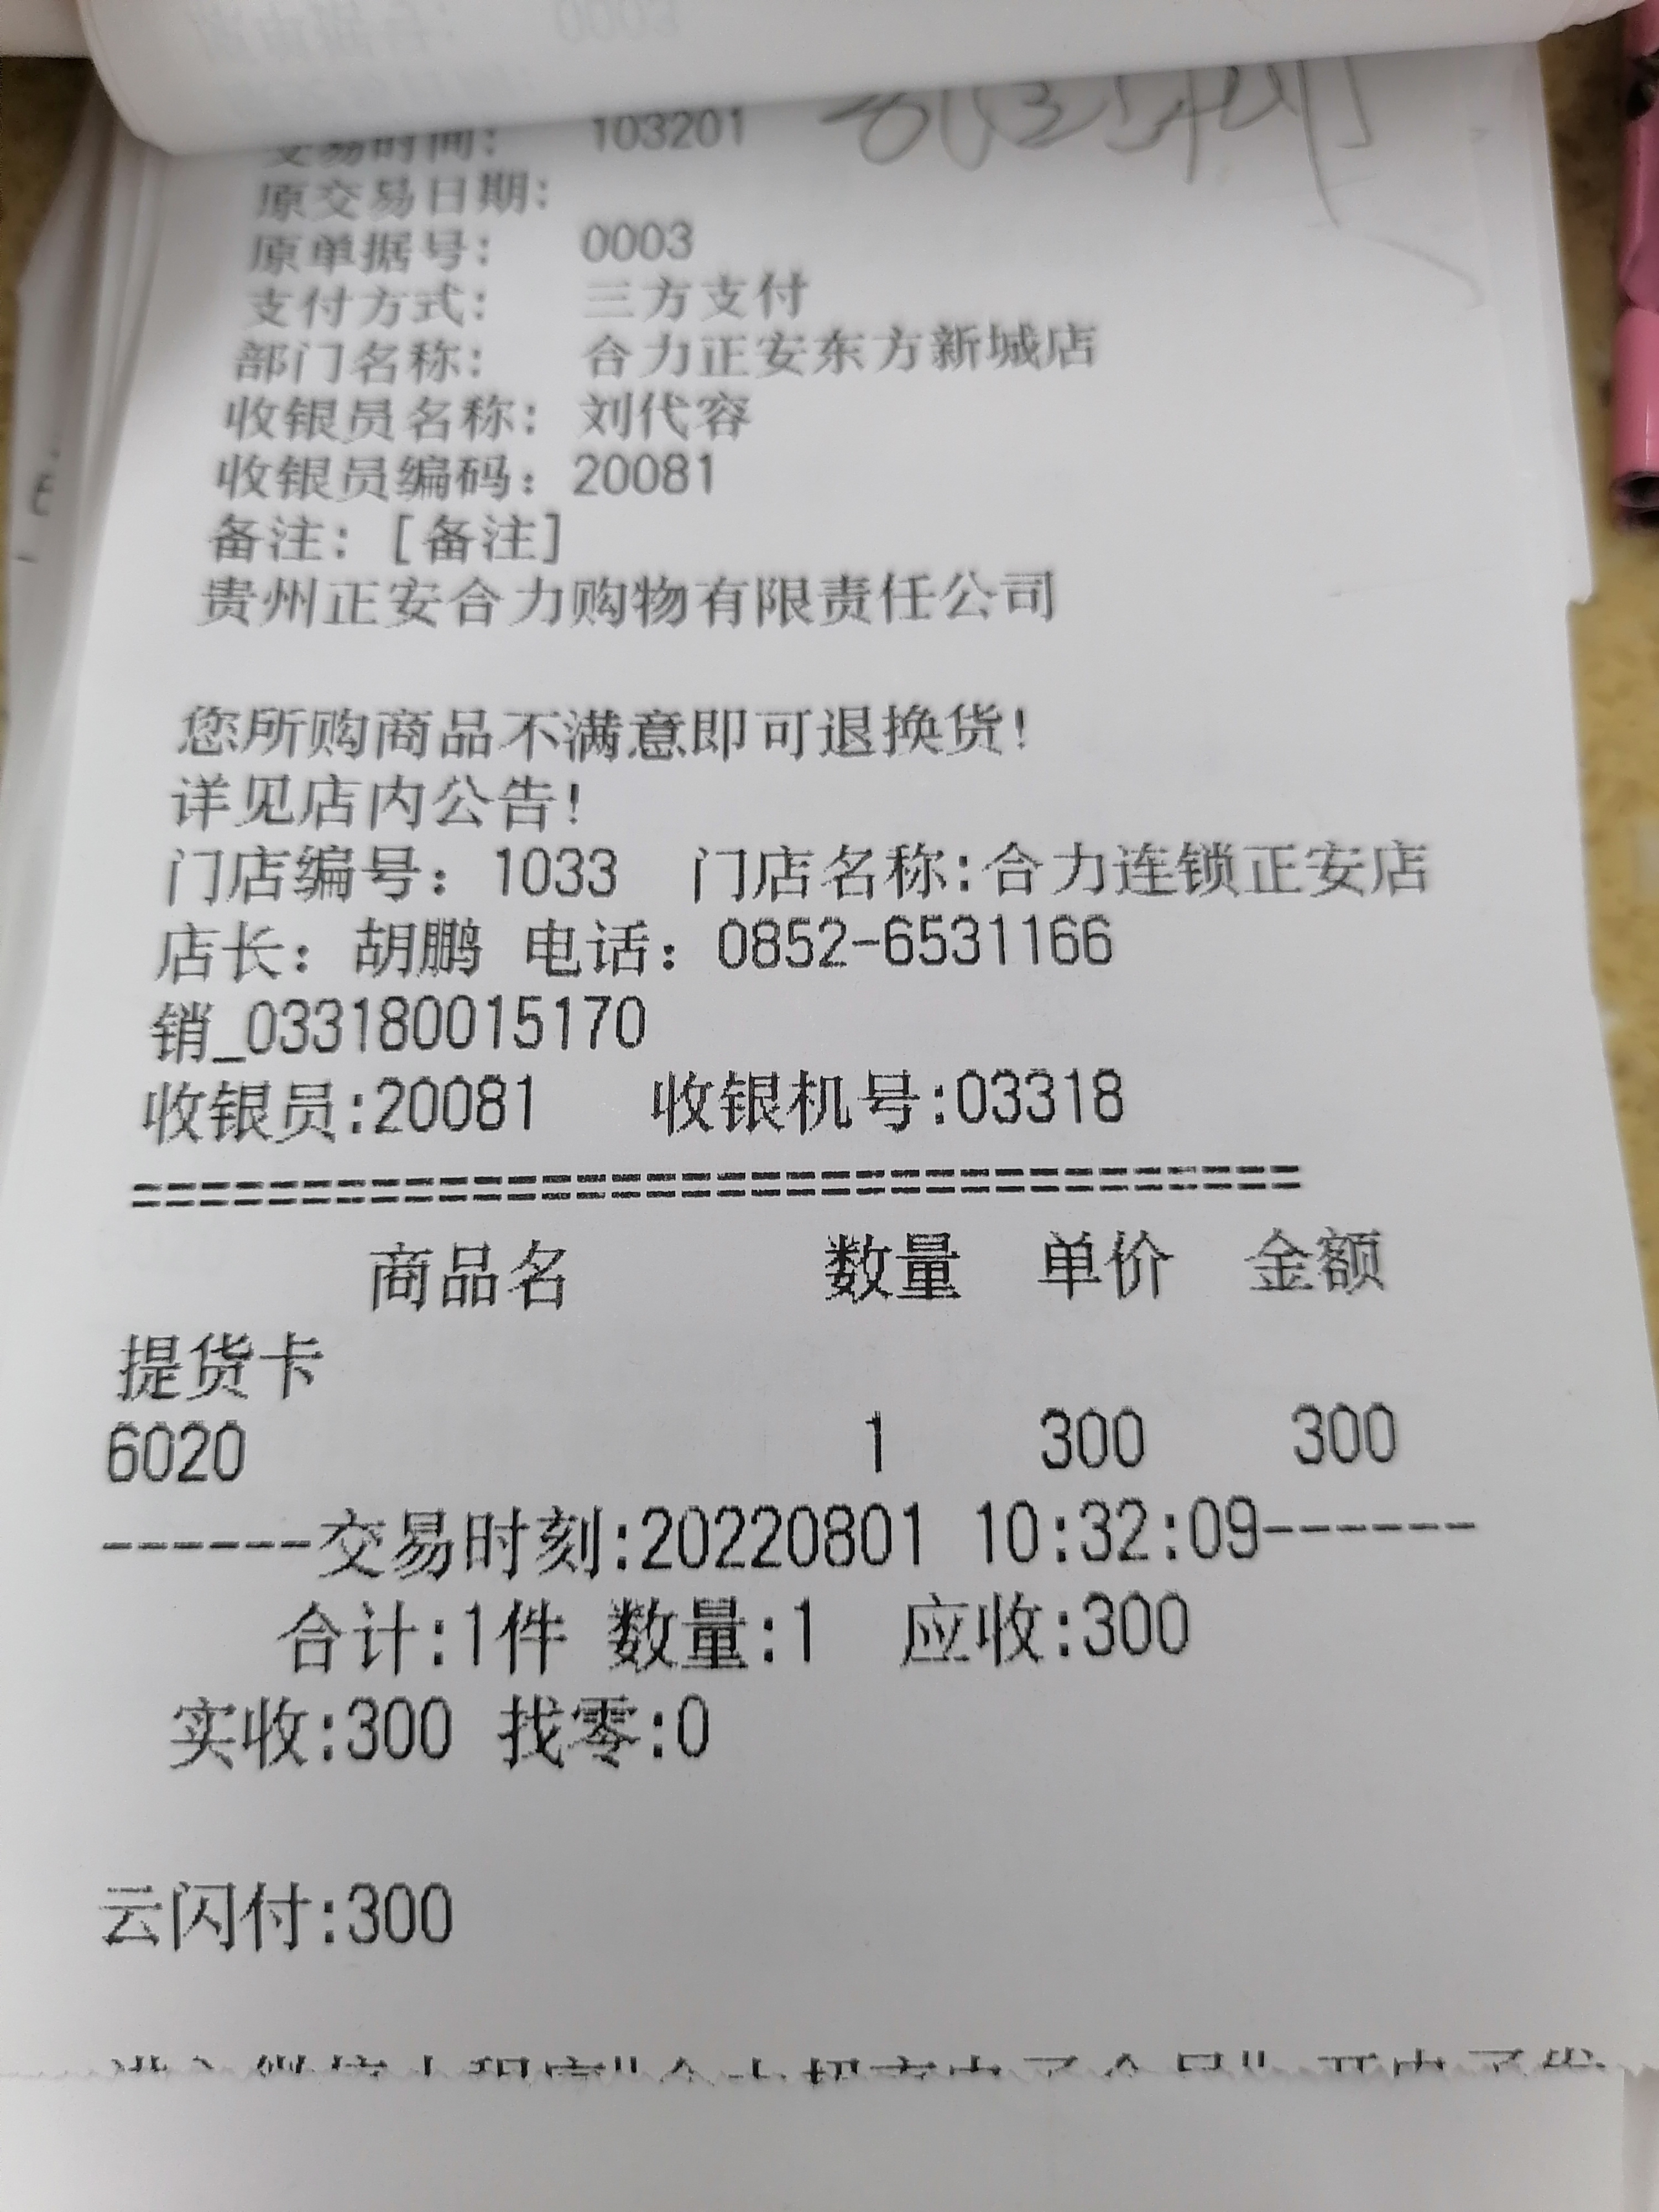 交易时间: 103201
原交易日期:
原单据号: 0003
支付方式: 三方支付
部门名称: 合力正安东方新城店
收银员名称: 刘代容
收银员编码: 20081
备注: [备注]
贵州正安合力购物有限责任公司
您所购商品不满意即可退换货!
详见店内公告!
门店编号: 1033 门店名称:合力连锁正安店
店长: 胡鹏 电话: 0852-6531166
销_033180015170
收银员:20081 收银机号:03318
==================================
商品名 数量 单价 金额
提货卡
6020 1 300 300
------交易时刻:20220801 10:32:09------
合计:1件 数量:1 应收:300
实收:300 找零:0
云闪付:300